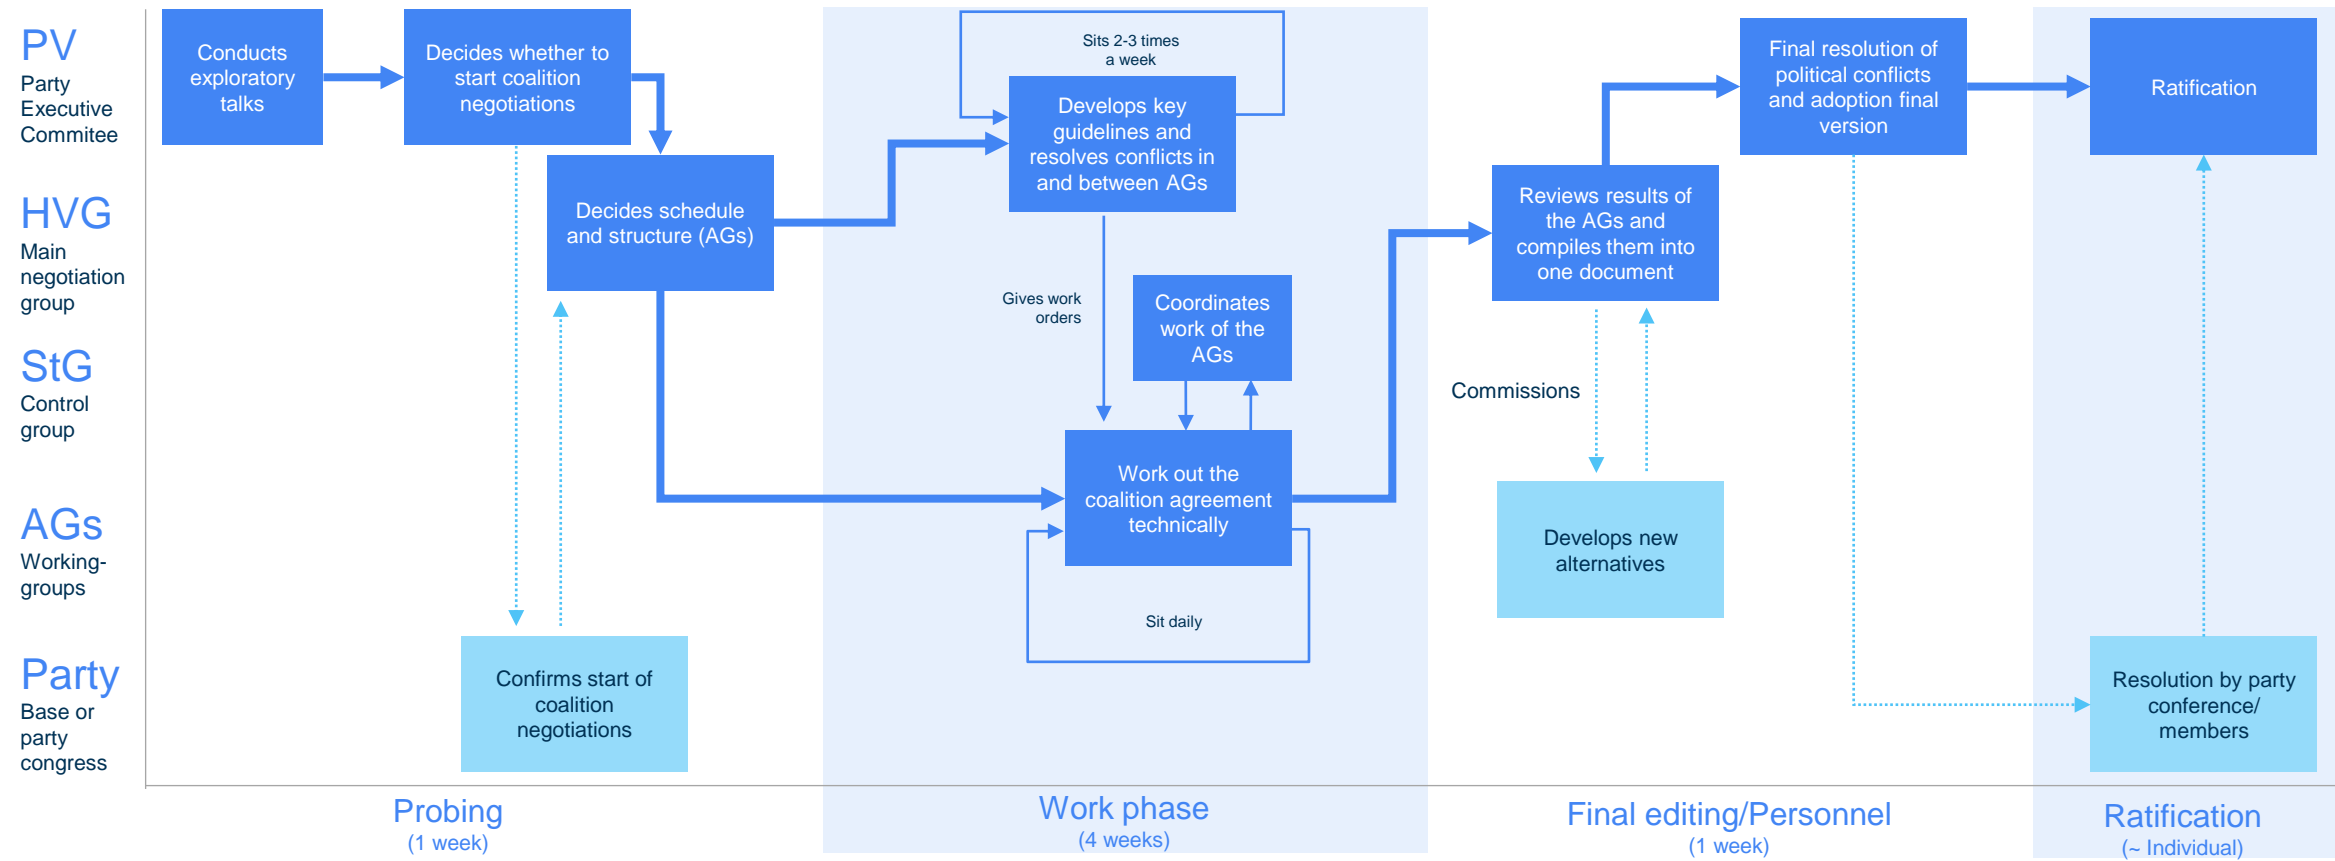 PV
Party
Executive
Commitee
HVG
Main
negotiation
group
StG
Control
group
AGs
Working-
groups
Party
Base or
party
congress
Conducts
exploratory
talks
Decides whether to
start coalition
negotiations
Decides schedule
and structure (AGs)
Confirms start of
coalition
negotiations
Sits 2-3 times
a week
Develops key
guidelines and
resolves conflicts in
and between AGs
Gives work
orders
Coordinates
work of the
AGs
Work out the
coalition agreement
technically
Sit daily
Reviews results of
the AGs and
compiles them into
one document
Commissions
Develops new
alternatives
Final resolution of
political conflicts
and adoption final
version
Ratification
Resolution by party
conference/
members
Probing
(1 week)
Work phase
(4 weeks)
Final editing/Personnel
(1 week)
Ratification
(~ Individual)